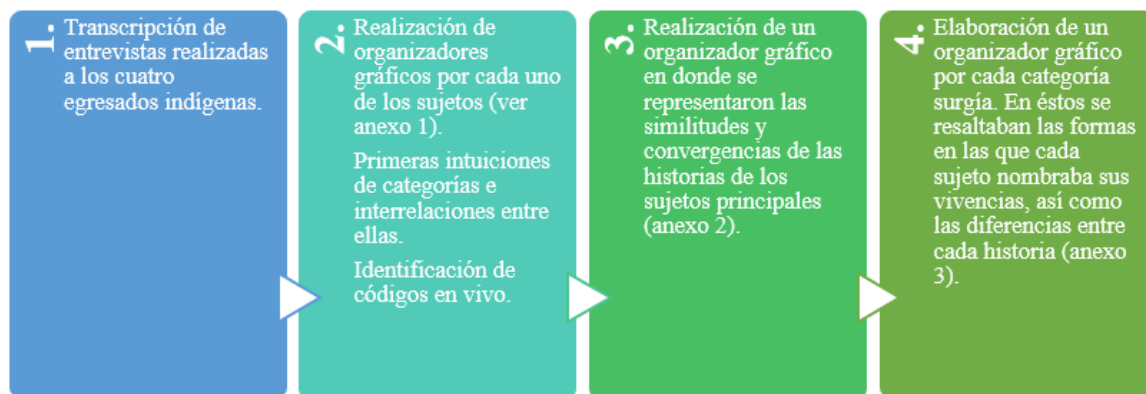 1.
Transcripción de
entrevistas realizadas
a los cuatro
egresados indígenas.
2.
Realización de
organizadores
gráficos por cada uno
de los sujetos (ver
anexo 1).
Primeras intuiciones
de categorías e
interrelaciones entre
ellas.
Identificación de
códigos en vivo.
3.
Realización de un
organizador gráfico
en donde se
representaron las
similitudes y
convergencias de las
historias de los
sujetos principales
(anexo 2).
4.
Elaboración de un
organizador gráfico
por cada categoría
surgía. En éstos se
resaltaban las formas
en las que cada
sujeto nombraba sus
vivencias, así como
las diferencias entre
cada historia (anexo
3).